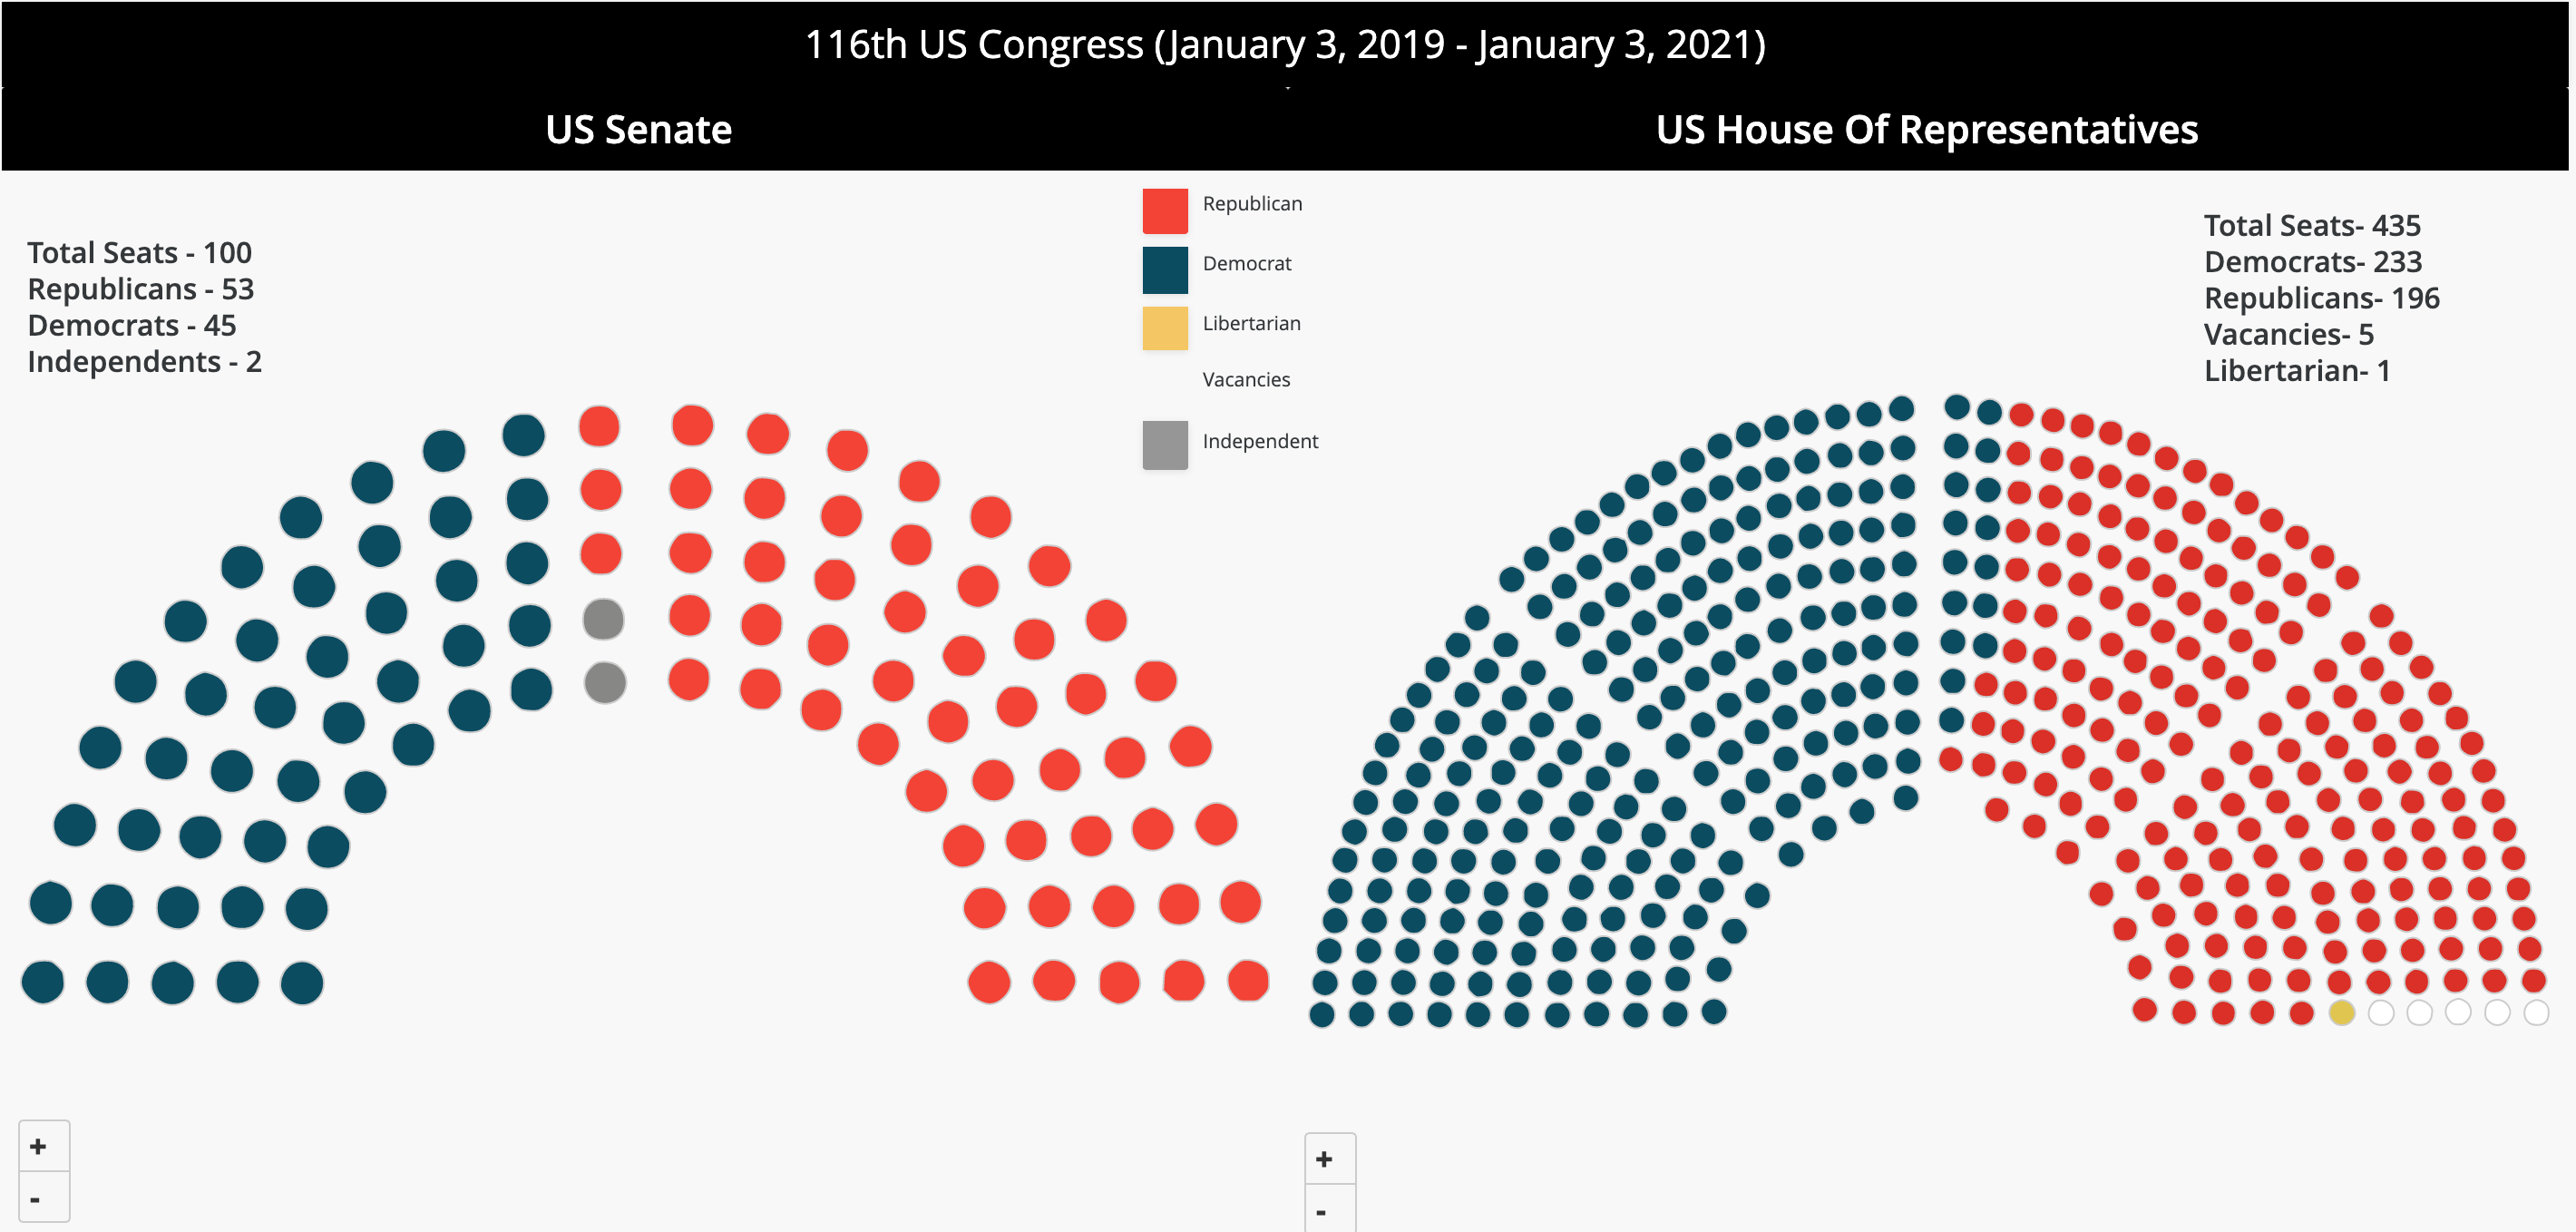 116th US Congress (January 3, 2019 - January 3, 2021)
US Senate
US House Of Representatives
Total Seats - 100
Republicans - 53
Democrats - 45
Independents - 2
Republican
Democrat
Libertarian
Vacancies
Independent
Total Seats- 435
Democrats- 233
Republicans- 196
Vacancies- 5
Libertarian- 1
+
-
+
-